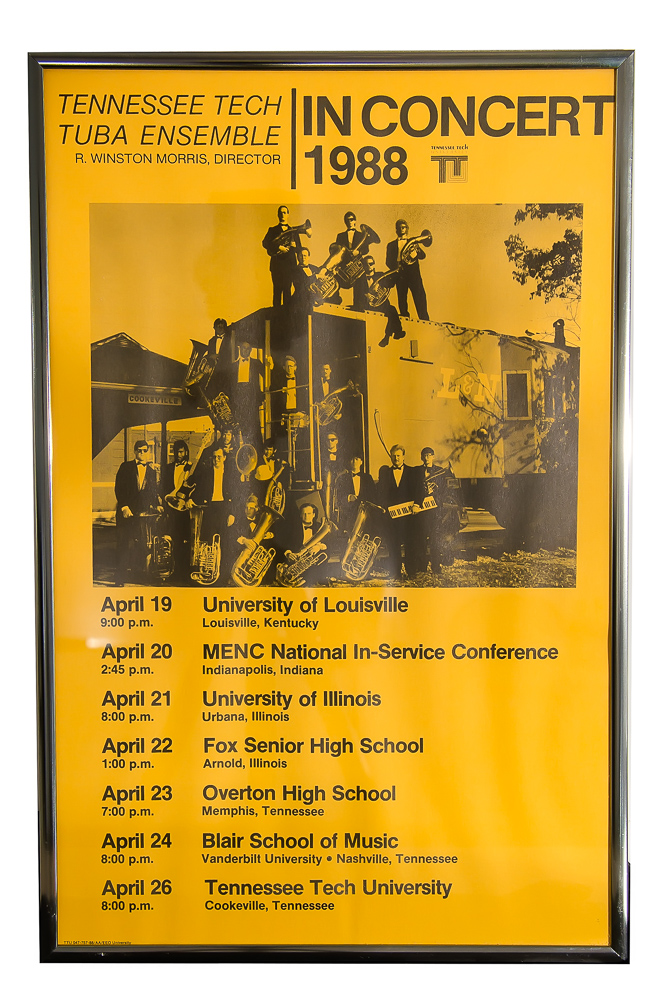 TENNESSEE TECH
TUBA ENSEMBLE
R. WINSTON MORRIS, DIRECTOR
IN CONCERT
1988
TENNESSEE TECH
TTU
COOKEVILLE
L&N
April 19 University of Louisville
9:00 p.m. Louisville, Kentucky
April 20 MENC National In-Service Conference
2:45 p.m. Indianapolis, Indiana
April 21 University of Illinois
8:00 p.m. Urbana, Illinois
April 22 Fox Senior High School
1:00 p.m. Arnold, Illinois
April 23 Overton High School
7:00 p.m. Memphis, Tennessee
April 24 Blair School of Music
8:00 p.m. Vanderbilt University • Nashville, Tennessee
April 26 Tennessee Tech University
8:00 p.m. Cookeville, Tennessee